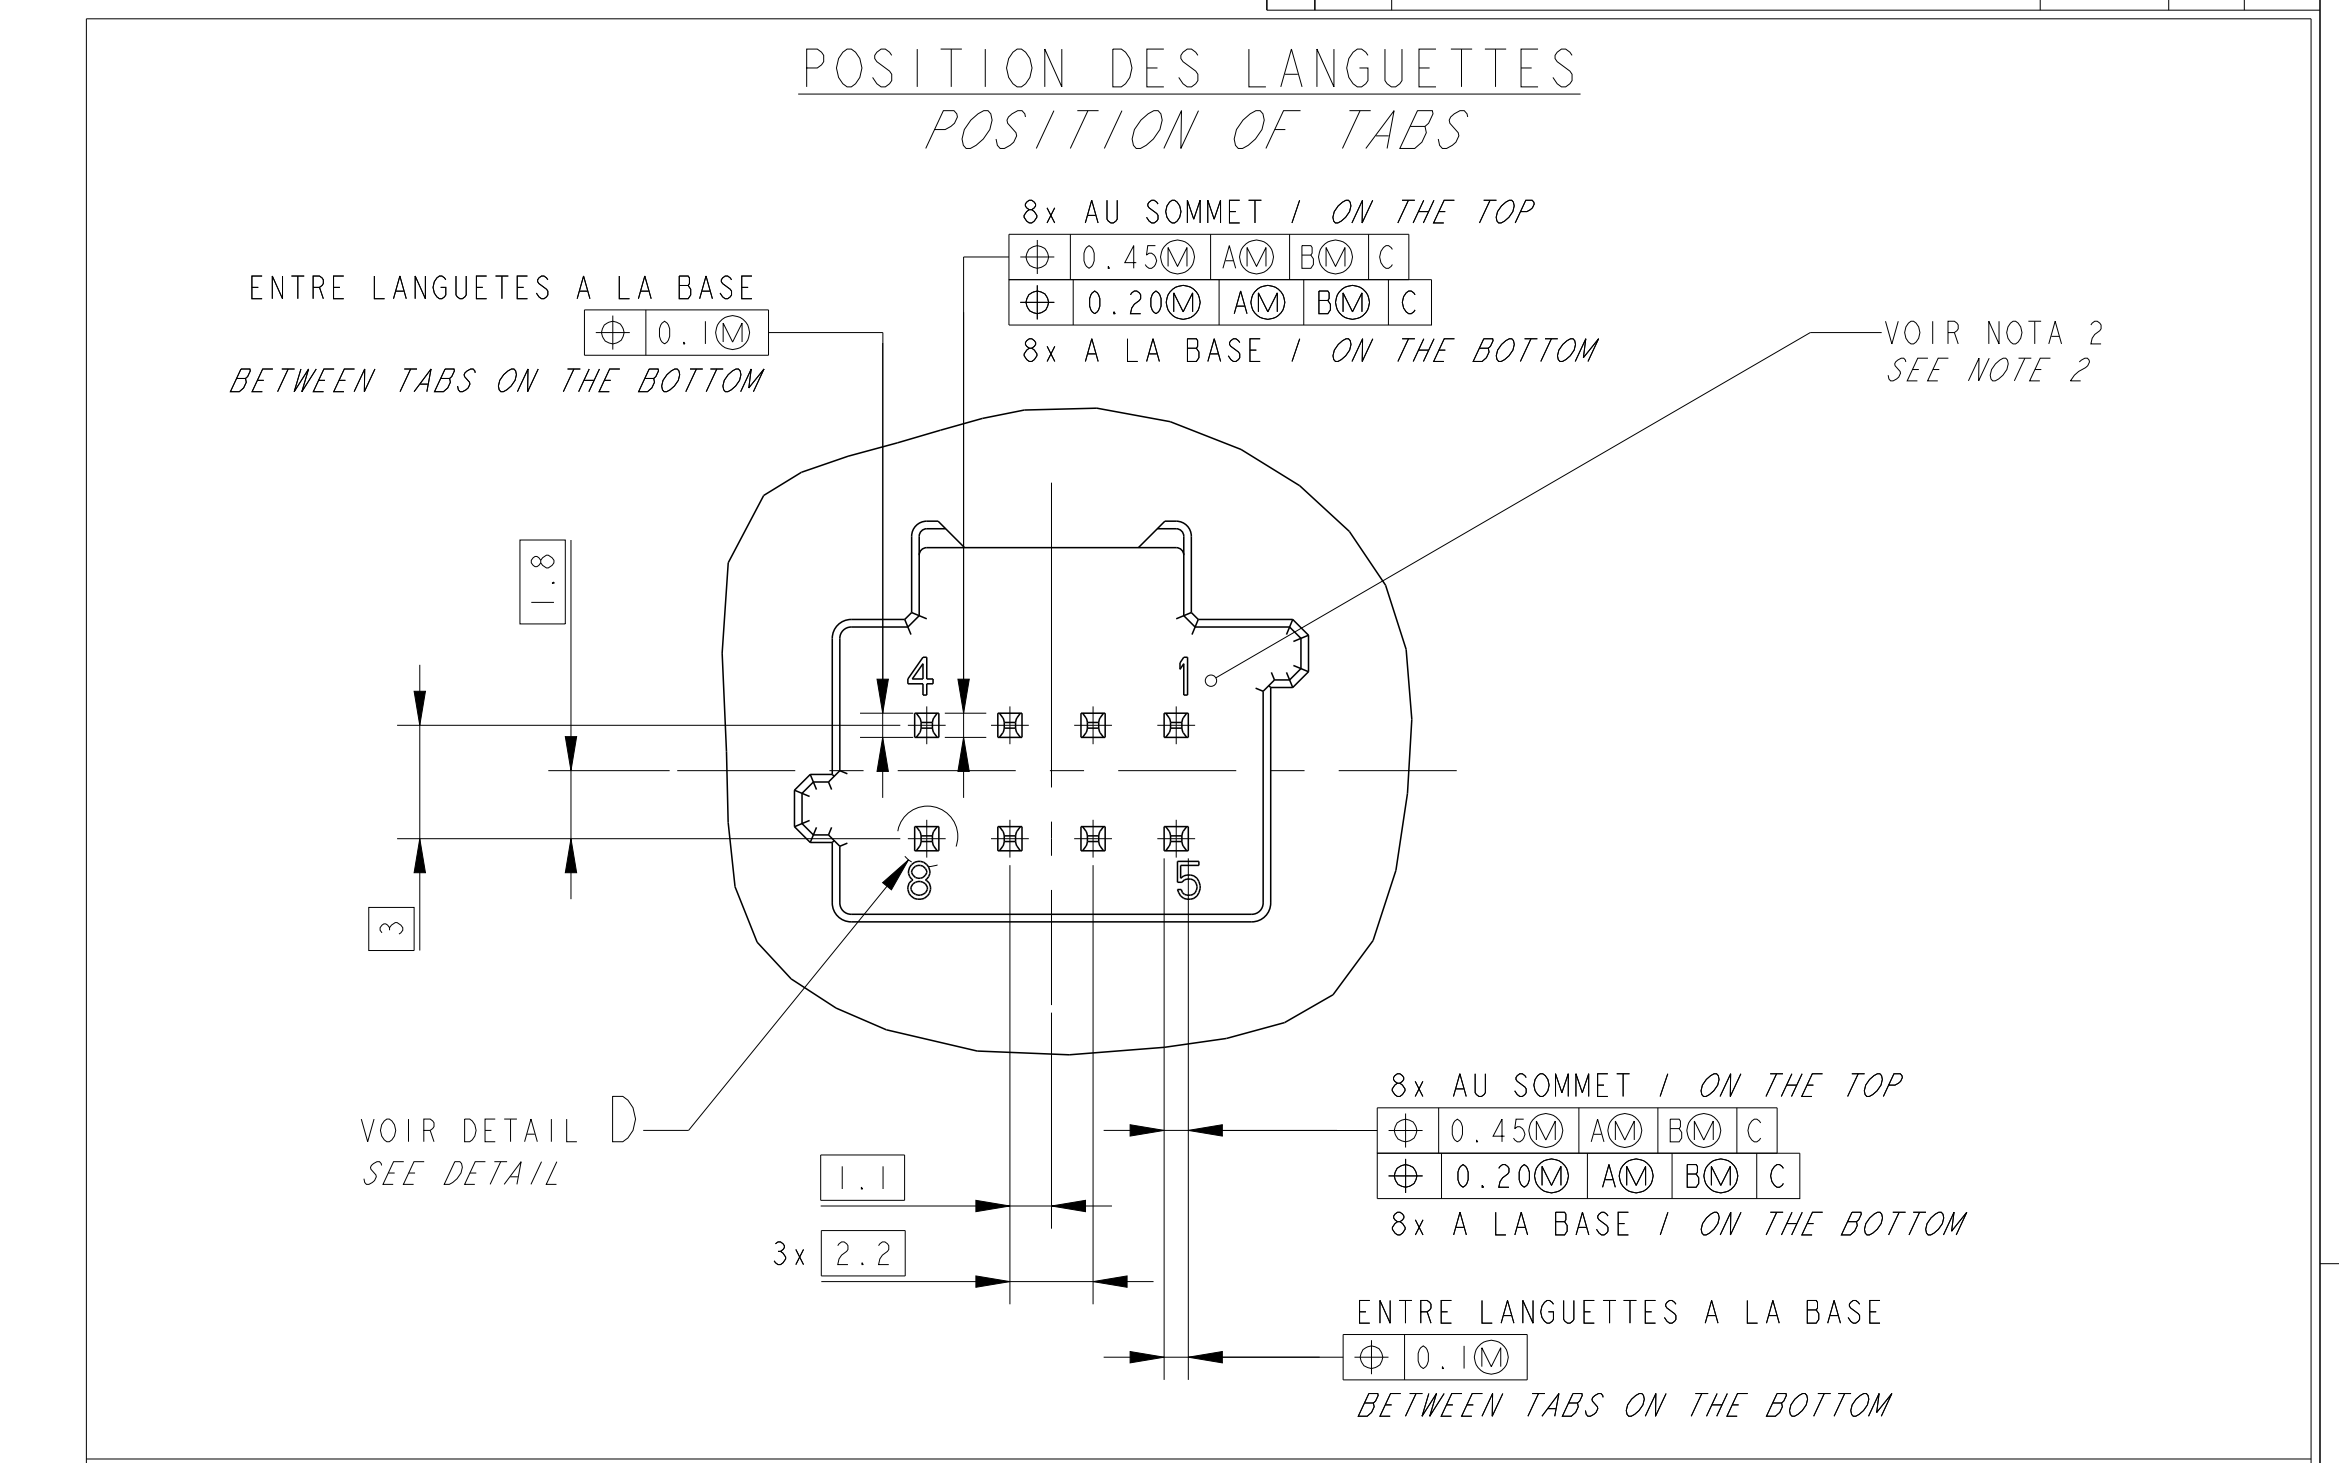 POSITION DES LANGUETTES
POSITION OF TABS
8x AU SOMMET / ON THE TOP
⌖ 0.45Ⓜ AⓂ BⓂ C
⌖ 0.20Ⓜ AⓂ BⓂ C
8x A LA BASE / ON THE BOTTOM
ENTRE LANGUETES A LA BASE
⌖ 0.1Ⓜ
BETWEEN TABS ON THE BOTTOM
VOIR NOTA 2
SEE NOTE 2
1.8
4
1
3
8
5
VOIR DETAIL D
SEE DETAIL
1.1
3x 2.2
8x AU SOMMET / ON THE TOP
⌖ 0.45Ⓜ AⓂ BⓂ C
⌖ 0.20Ⓜ AⓂ BⓂ C
8x A LA BASE / ON THE BOTTOM
ENTRE LANGUETTES A LA BASE
⌖ 0.1Ⓜ
BETWEEN TABS ON THE BOTTOM